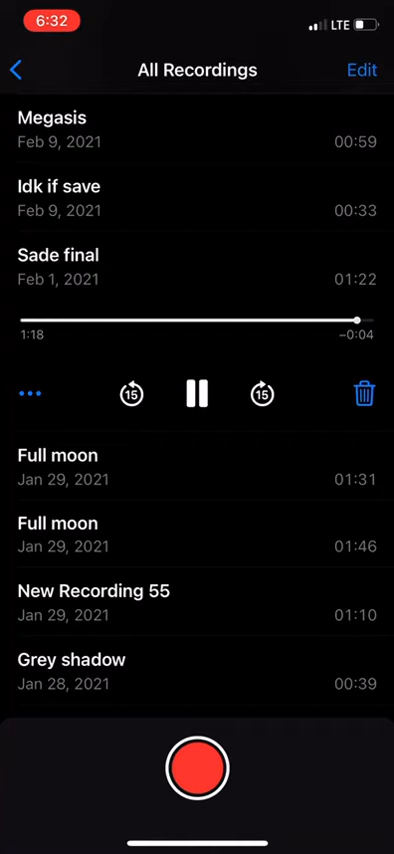 6:32
LTE
All Recordings
Edit
Megasis
Feb 9, 2021
00:59
Idk if save
Feb 9, 2021
00:33
Sade final
Feb 1, 2021
01:22
1:18
−0:04
15
15
Full moon
Jan 29, 2021
01:31
Full moon
Jan 29, 2021
01:46
New Recording 55
Jan 29, 2021
01:10
Grey shadow
Jan 28, 2021
00:39